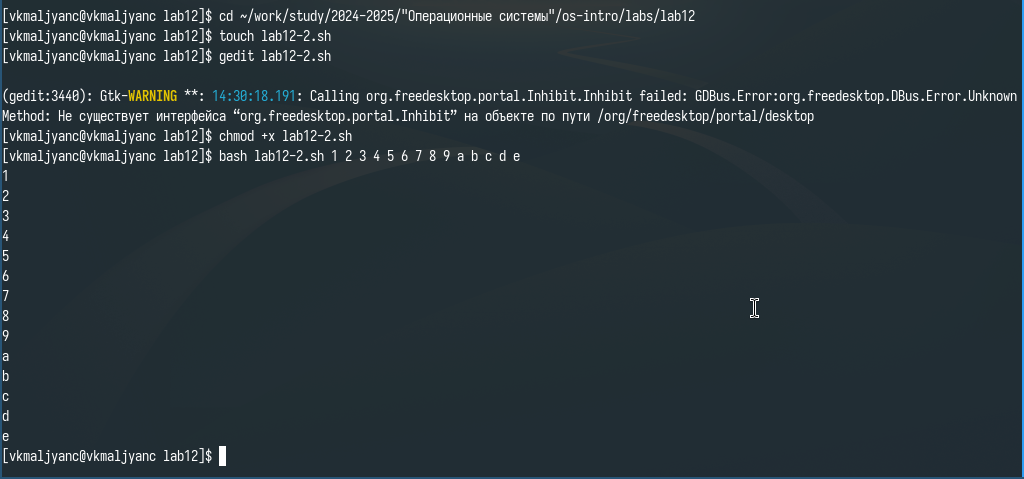 [vkmaljyanc@vkmaljyanc lab12]$ cd ~/work/study/2024-2025/"Операционные системы"/os-intro/labs/lab12
[vkmaljyanc@vkmaljyanc lab12]$ touch lab12-2.sh
[vkmaljyanc@vkmaljyanc lab12]$ gedit lab12-2.sh
(gedit:3440): Gtk-WARNING **: 14:30:18.191: Calling org.freedesktop.portal.Inhibit.Inhibit failed: GDBus.Error:org.freedesktop.DBus.Error.Unknown
Method: Не существует интерфейса “org.freedesktop.portal.Inhibit” на объекте по пути /org/freedesktop/portal/desktop
[vkmaljyanc@vkmaljyanc lab12]$ chmod +x lab12-2.sh
[vkmaljyanc@vkmaljyanc lab12]$ bash lab12-2.sh 1 2 3 4 5 6 7 8 9 a b c d e
1
2
3
4
5
6
7
8
9
a
b
c
d
e
[vkmaljyanc@vkmaljyanc lab12]$